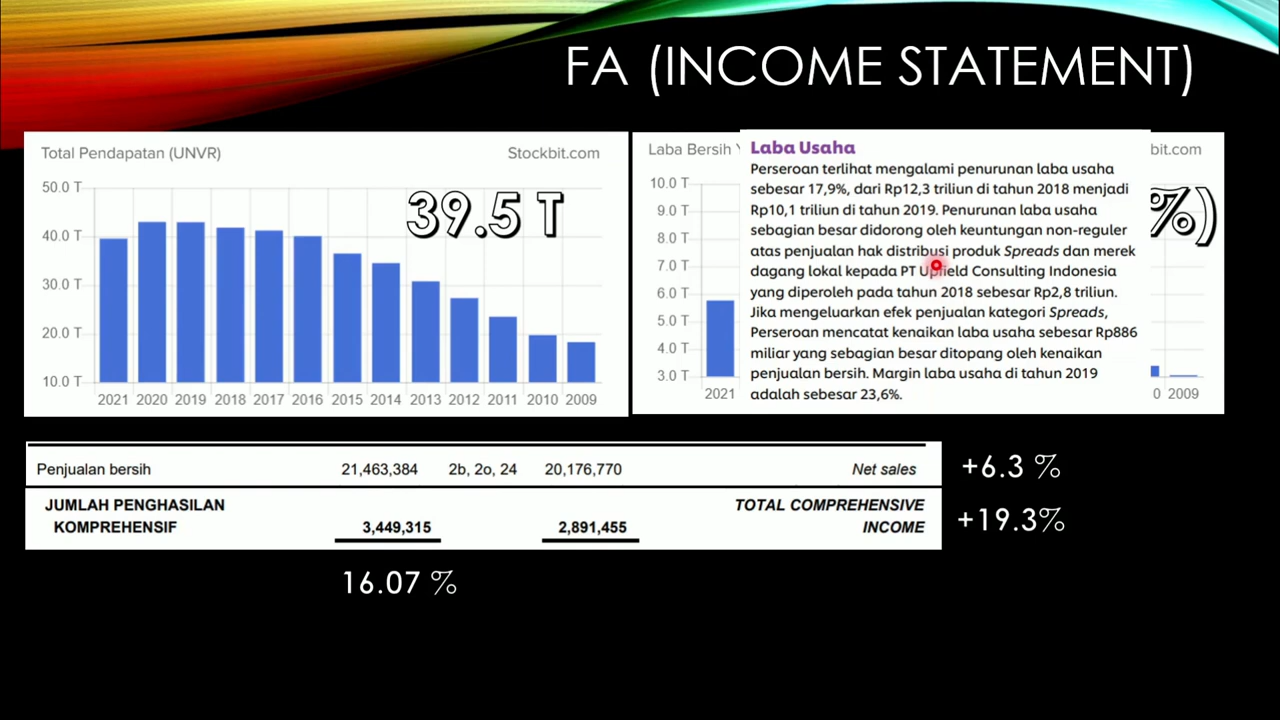 FA (INCOME STATEMENT)
Total Pendapatan (UNVR)
Stockbit.com
39.5 T
50.0 T
40.0 T
30.0 T
20.0 T
10.0 T
2021 2020 2019 2018 2017 2016 2015 2014 2013 2012 2011 2010 2009
Laba Bersih
bit.com
%)
10.0 T
9.0 T
8.0 T
7.0 T
6.0 T
5.0 T
4.0 T
3.0 T
2021
0 2009
Laba Usaha
Perseroan terlihat mengalami penurunan laba usaha
sebesar 17,9%, dari Rp12,3 triliun di tahun 2018 menjadi
Rp10,1 triliun di tahun 2019. Penurunan laba usaha
sebagian besar didorong oleh keuntungan non-reguler
atas penjualan hak distribusi produk Spreads dan merek
dagang lokal kepada PT Upfield Consulting Indonesia
yang diperoleh pada tahun 2018 sebesar Rp2,8 triliun.
Jika mengeluarkan efek penjualan kategori Spreads,
Perseroan mencatat kenaikan laba usaha sebesar Rp886
miliar yang sebagian besar ditopang oleh kenaikan
penjualan bersih. Margin laba usaha di tahun 2019
adalah sebesar 23,6%.
Penjualan bersih 21,463,384 2b, 2o, 24 20,176,770 Net sales
+6.3 %
JUMLAH PENGHASILAN TOTAL COMPREHENSIVE
KOMPREHENSIF 3,449,315 2,891,455 INCOME
+19.3%
16.07 %